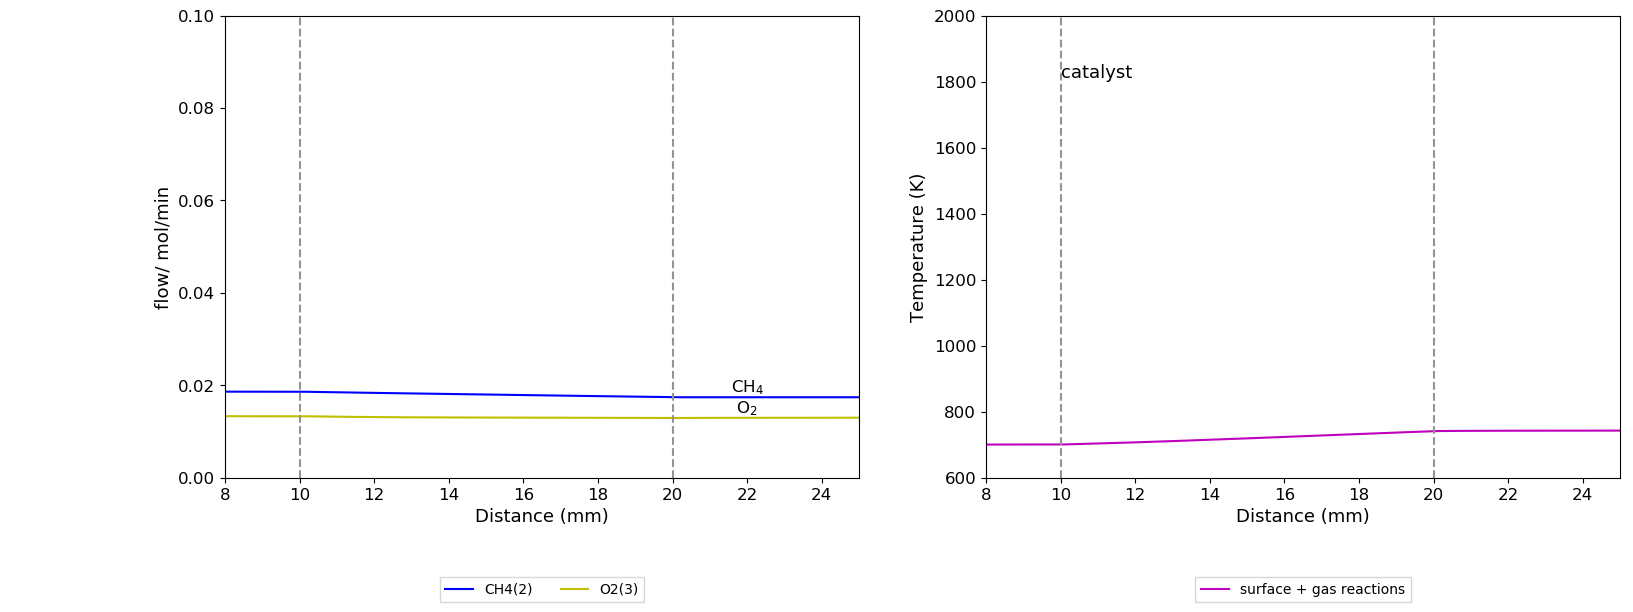 0.10
0.08
0.06
0.04
0.02
0.00
flow/ mol/min
CH₄
O₂
8 10 12 14 16 18 20 22 24
Distance (mm)
CH4(2) O2(3)
2000
1800
1600
1400
1200
1000
800
600
Temperature (K)
catalyst
8 10 12 14 16 18 20 22 24
Distance (mm)
surface + gas reactions